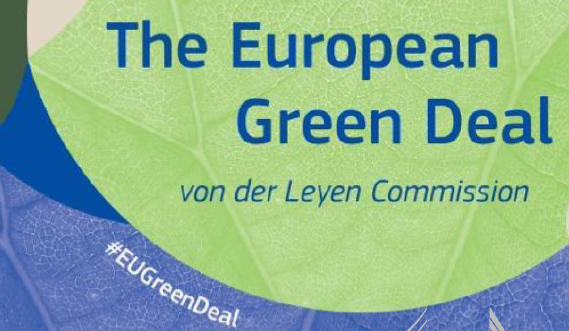 The European
Green Deal
von der Leyen Commission
#EUGreenDeal